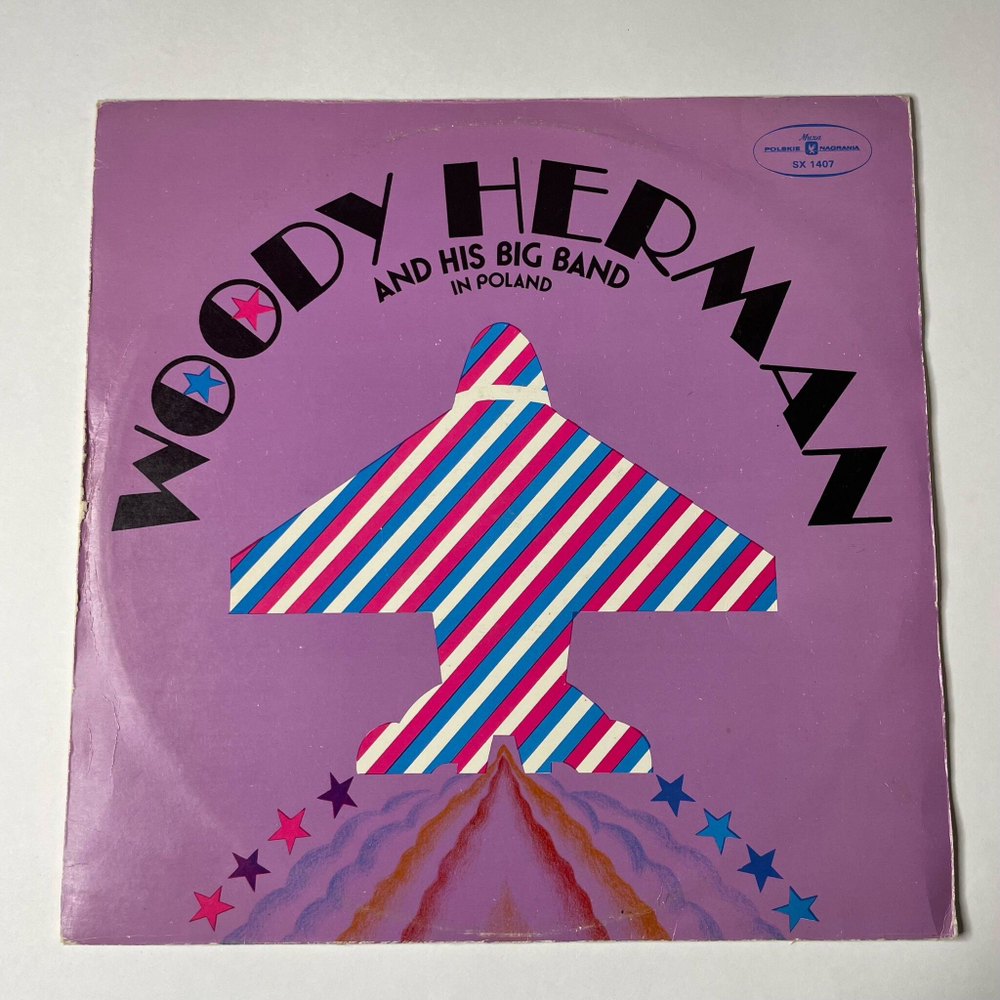 Muza
POLSKIE NAGRANIA
SX 1407
WOODY HERMAN
AND HIS BIG BAND
IN POLAND